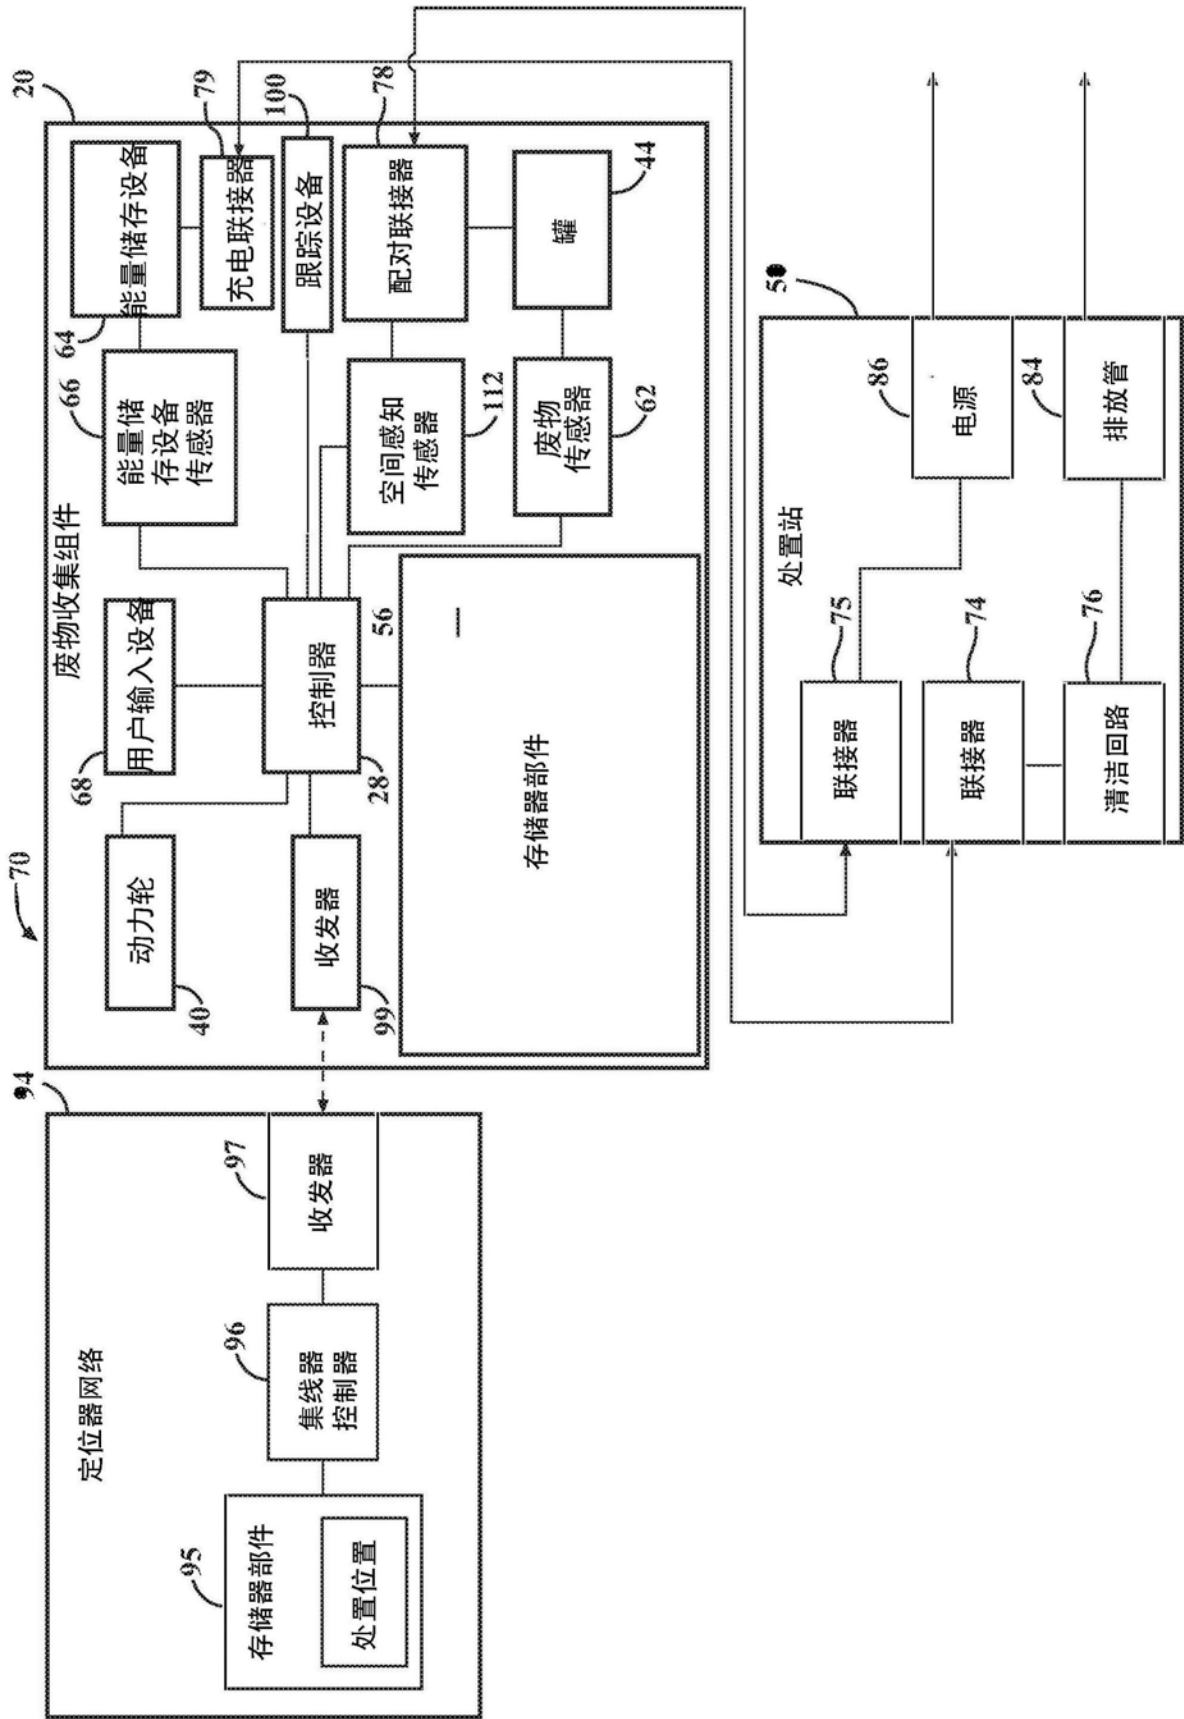 70
定位器网络
94
95
存储器部件
处置位置
96
集线器
控制器
97
收发器
废物收集组件
20
动力轮
40
68
用户输入设备
66
能量储
存设备
传感器
64
能量储存设备
79
充电联接器
收发器
99
控制器
28
跟踪设备
100
空间感知
传感器
112
配对联接器
78
56
存储器部件
废物
传感器
62
罐
44
处置站
50
联接器
75
电源
86
联接器
74
清洁回路
76
排放管
84